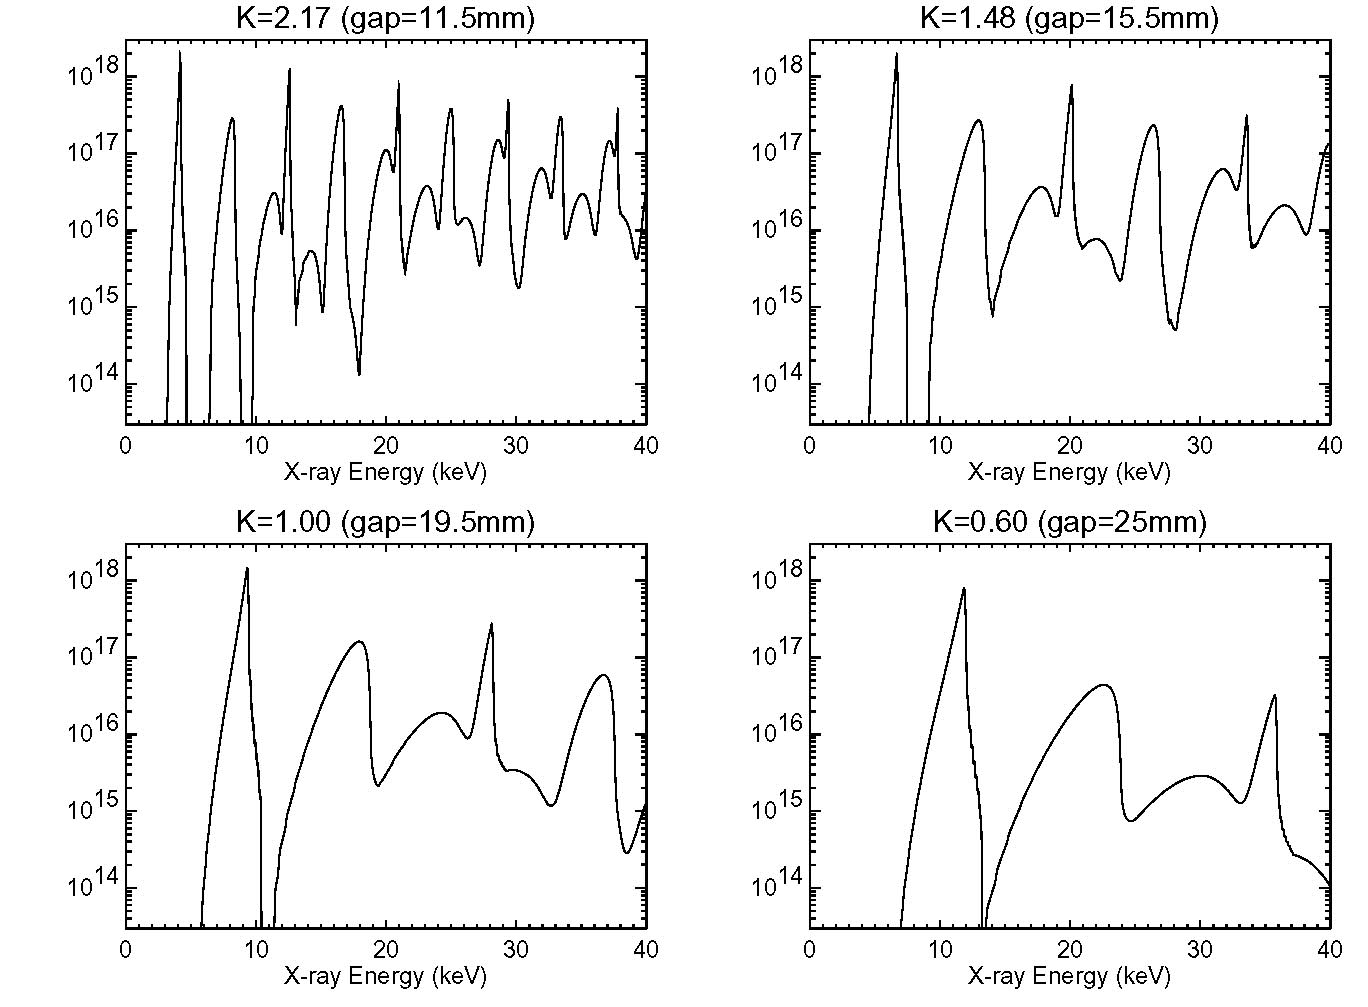 K=2.17 (gap=11.5mm)
10^18
10^17
10^16
10^15
10^14
0 10 20 30 40
X-ray Energy (keV)
K=1.48 (gap=15.5mm)
10^18
10^17
10^16
10^15
10^14
0 10 20 30 40
X-ray Energy (keV)
K=1.00 (gap=19.5mm)
10^18
10^17
10^16
10^15
10^14
0 10 20 30 40
X-ray Energy (keV)
K=0.60 (gap=25mm)
10^18
10^17
10^16
10^15
10^14
0 10 20 30 40
X-ray Energy (keV)